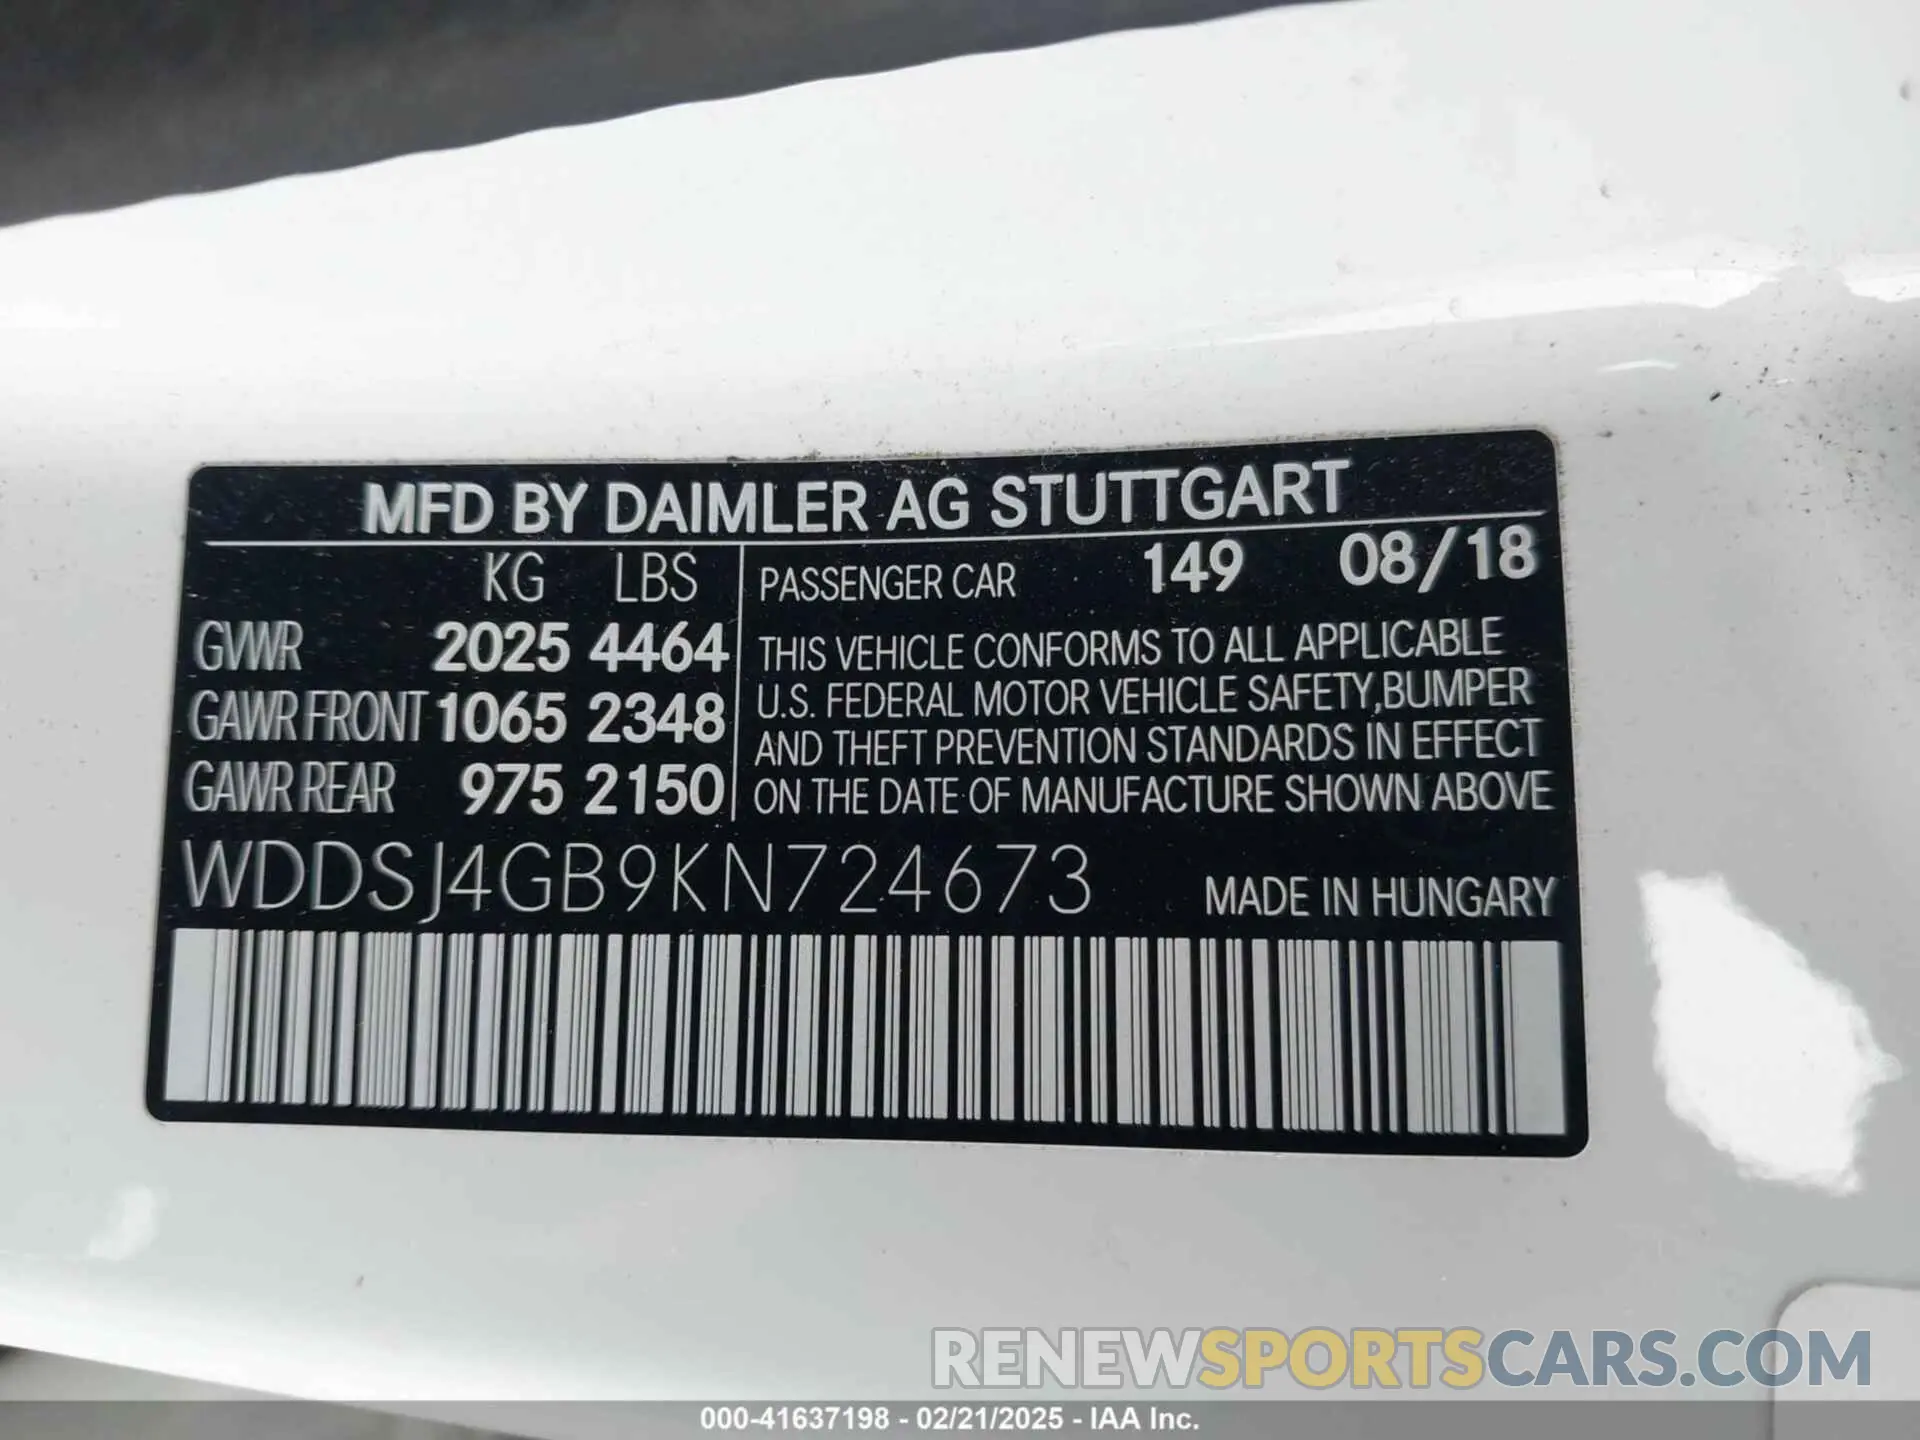 MFD BY DAIMLER AG STUTTGART
KG LBS
GVWR 2025 4464
GAWR FRONT 1065 2348
GAWR REAR 975 2150
PASSENGER CAR 149 08/18
THIS VEHICLE CONFORMS TO ALL APPLICABLE
U.S. FEDERAL MOTOR VEHICLE SAFETY, BUMPER
AND THEFT PREVENTION STANDARDS IN EFFECT
ON THE DATE OF MANUFACTURE SHOWN ABOVE
WDDSJ4GB9KN724673 MADE IN HUNGARY
RENEWSPORTSCARS.COM
000-41637198 - 02/21/2025 - IAA Inc.